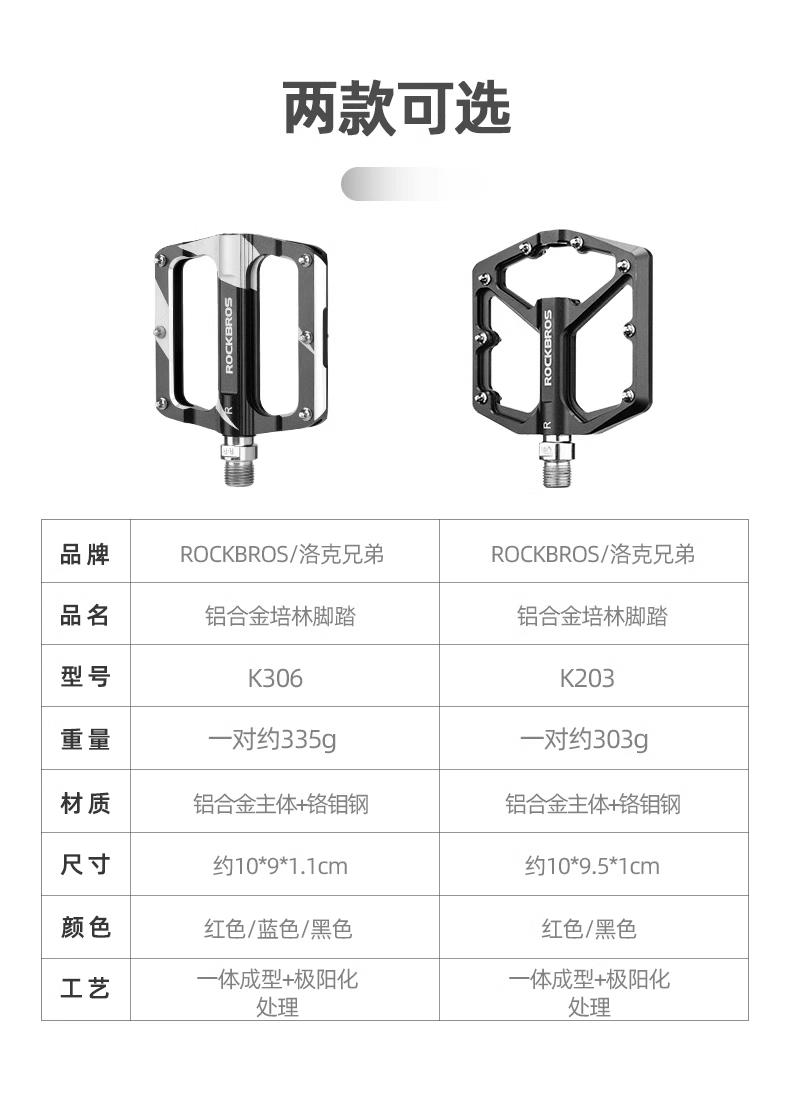 两款可选
ROCKBROS
R
ROCKBROS
R
品牌 ROCKBROS/洛克兄弟 ROCKBROS/洛克兄弟
品名 铝合金培林脚踏 铝合金培林脚踏
型号 K306 K203
重量 一对约335g 一对约303g
材质 铝合金主体+铬钼钢 铝合金主体+铬钼钢
尺寸 约10*9*1.1cm 约10*9.5*1cm
颜色 红色/蓝色/黑色 红色/黑色
工艺 一体成型+极阳化 一体成型+极阳化
处理 处理